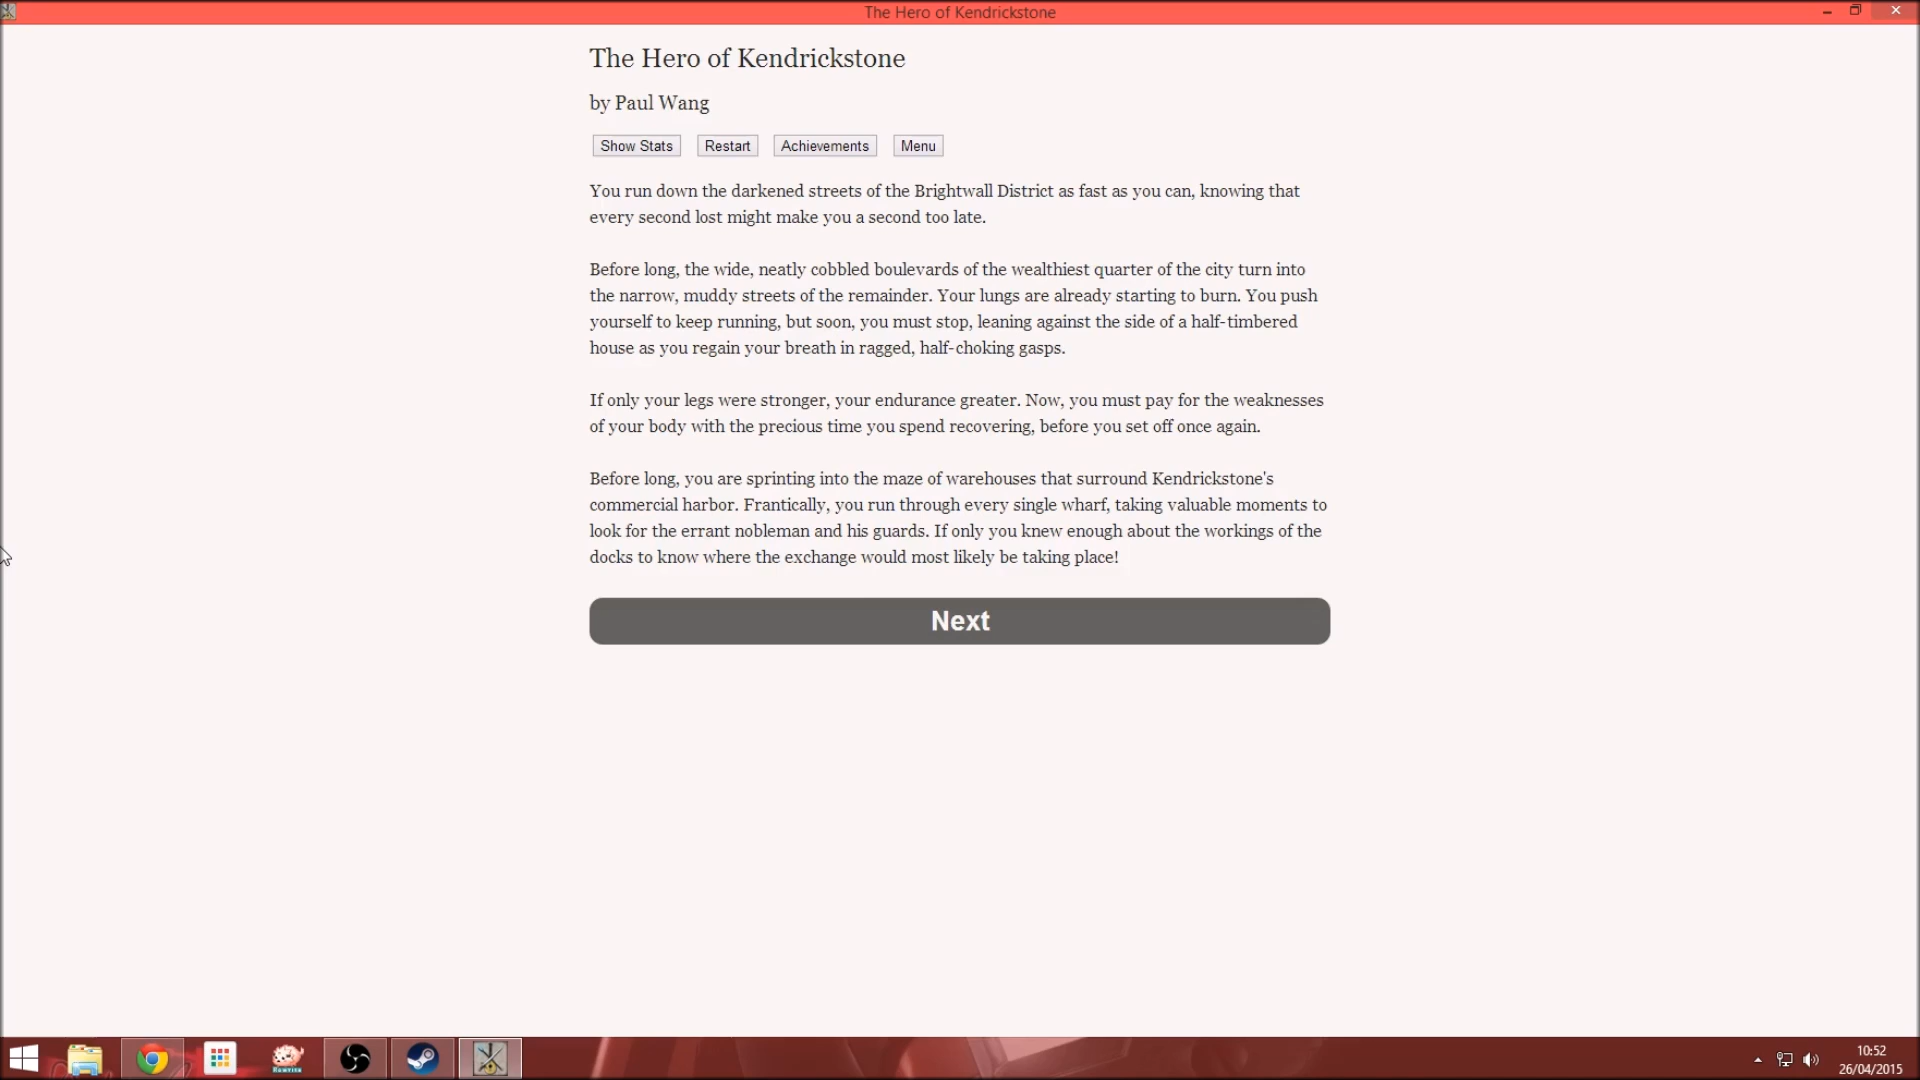 The Hero of Kendrickstone
The Hero of Kendrickstone
by Paul Wang
Show Stats Restart Achievements Menu
You run down the darkened streets of the Brightwall District as fast as you can, knowing that
every second lost might make you a second too late.
Before long, the wide, neatly cobbled boulevards of the wealthiest quarter of the city turn into
the narrow, muddy streets of the remainder. Your lungs are already starting to burn. You push
yourself to keep running, but soon, you must stop, leaning against the side of a half-timbered
house as you regain your breath in ragged, half-choking gasps.
If only your legs were stronger, your endurance greater. Now, you must pay for the weaknesses
of your body with the precious time you spend recovering, before you set off once again.
Before long, you are sprinting into the maze of warehouses that surround Kendrickstone's
commercial harbor. Frantically, you run through every single wharf, taking valuable moments to
look for the errant nobleman and his guards. If only you knew enough about the workings of the
docks to know where the exchange would most likely be taking place!
Next
10:52
26/04/2015